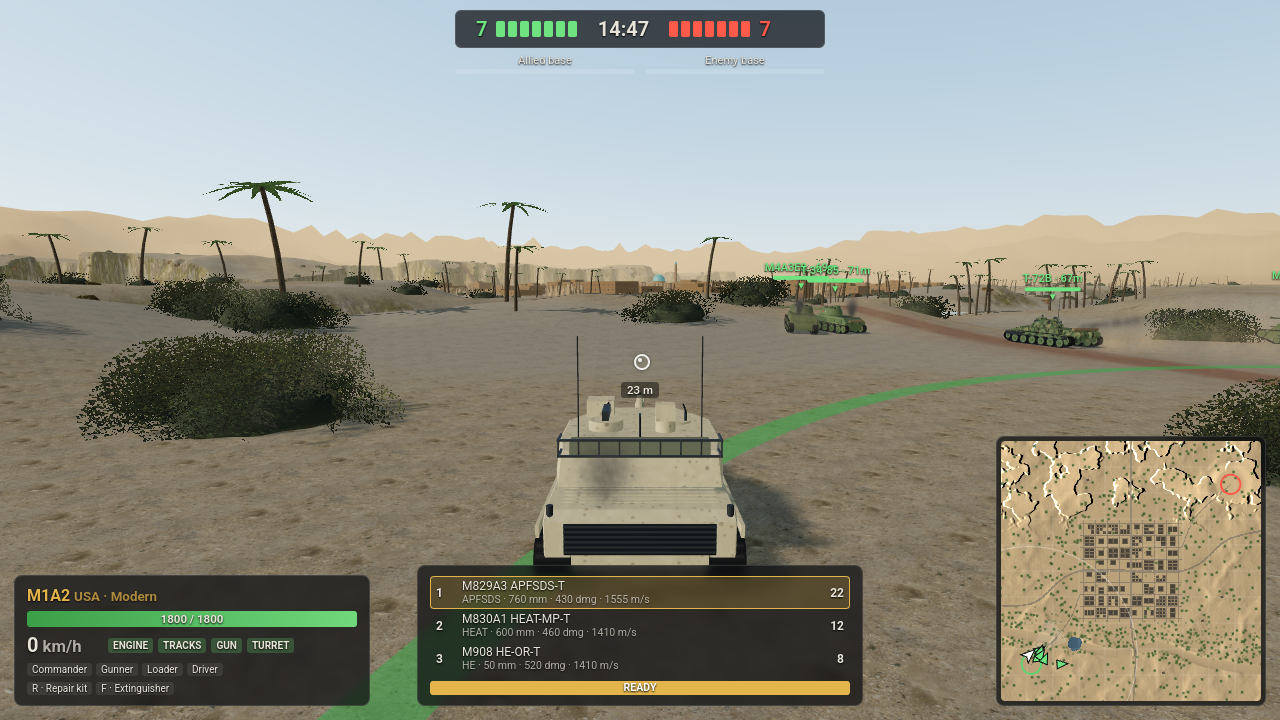 7 14:47 7
Allied base Enemy base
T-72B · 57m
23 m
M1A2 USA · Modern
1800 / 1800
0 km/h ENGINE TRACKS GUN TURRET
Commander Gunner Loader Driver
R · Repair kit F · Extinguisher
1 M829A3 APFSDS-T 22
APFSDS · 760 mm · 430 dmg · 1555 m/s
2 M830A1 HEAT-MP-T 12
HEAT · 600 mm · 460 dmg · 1410 m/s
3 M908 HE-OR-T 8
HE · 50 mm · 520 dmg · 1410 m/s
READY